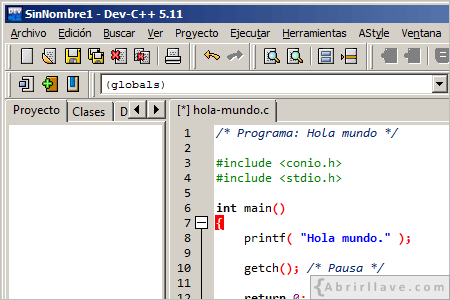 SinNombre1 - Dev-C++ 5.11
Archivo Edición Buscar Ver Proyecto Ejecutar Herramientas AStyle Ventana
(globals)
Proyecto Clases D
[*] hola-mundo.c
1 /* Programa: Hola mundo */
2
3 #include <conio.h>
4 #include <stdio.h>
5
6 int main()
7 {
8 printf( "Hola mundo." );
9
10 getch(); /* Pausa */
11
12 return 0;
{Abrirllave.com